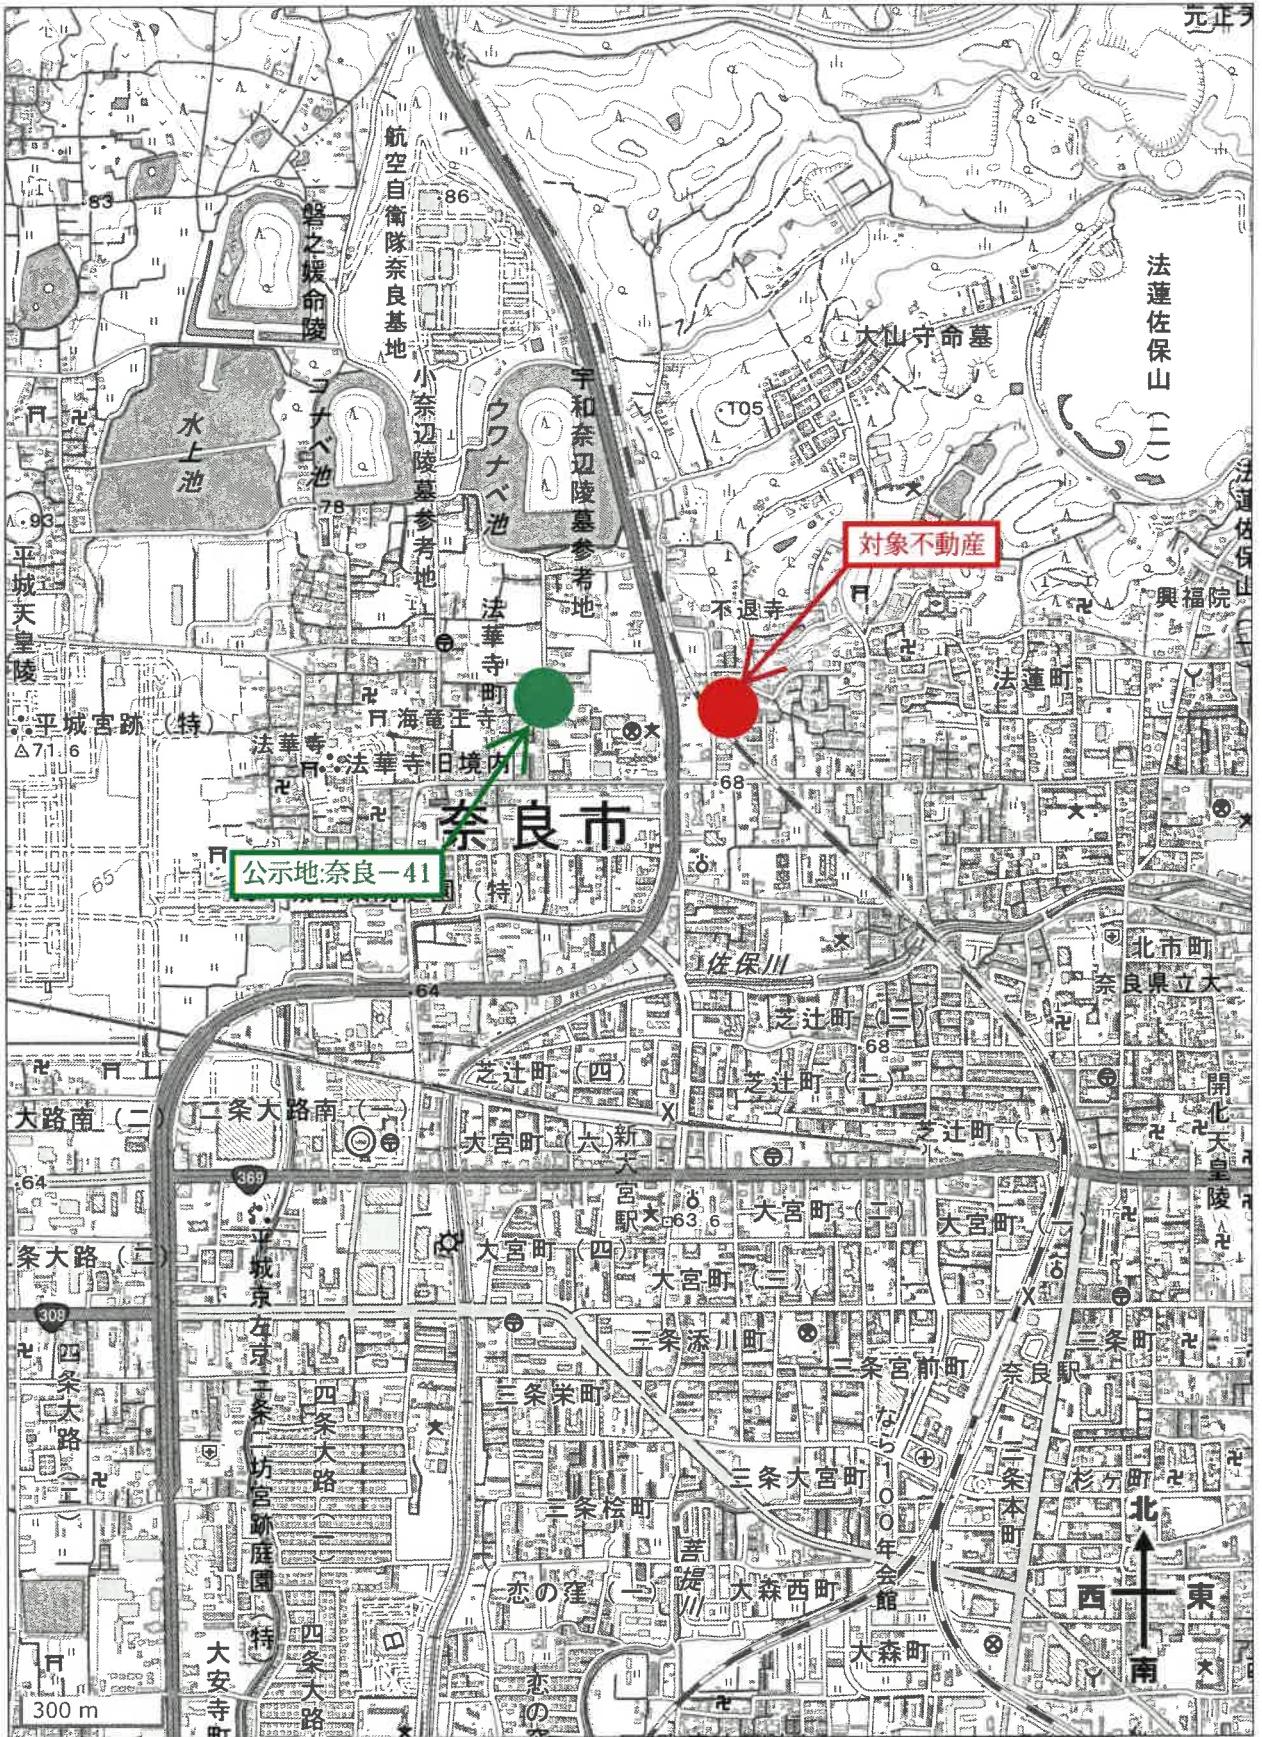 元正天
航空自衛隊奈良基地
86
83
磐之媛命陵
法蓮佐保山(二)
大山守命墓
小奈辺陵墓参考地
宇和奈辺陵墓参考地
コナベ池
ウワナベ池
水上池
105
78
93
平城天皇陵
対象不動産
不退寺
興福院
法華寺町
法蓮町
海竜王寺
平城宮跡(特)
71.6
法華寺
法華寺旧境内
68
奈良市
公示地:奈良-41
65
(特)
佐保川
北市町
奈良県立大
64
芝辻町(三)
68
芝辻町(四)
芝辻町(二)
開化天皇陵
大路南(二)
二条大路南(一)
大宮町(六)
新大宮駅
芝辻町(一)
64
369
63.6
大宮町(二)
大宮町(一)
条大路(二)
大宮町(四)
大宮町(三)
平城京左京三条二坊宮跡庭園(特)
308
三条添川町
三条町
三条宮前町
奈良駅
四条大路(二)
四条大路(一)
三条栄町
なら100年会館
三条大宮町
三条本町
杉ヶ町
三条桧町
菩提川
恋の窪(一)
大森西町
大森町
北
西
東
南
大安寺町
四条大路
恋の窪
300 m